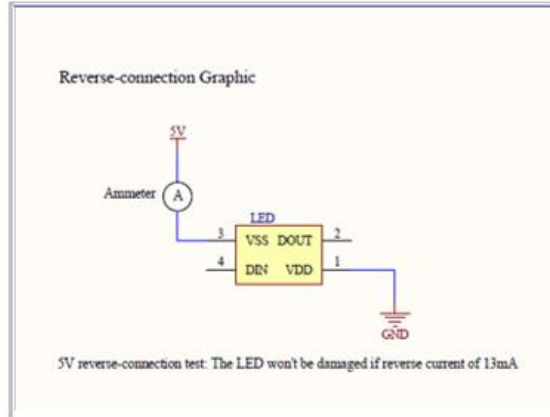 Reverse-connection Graphic
5V
Ammeter A
LED
3 VSS DOUT 2
4 DIN VDD 1
GND
5V reverse-connection test: The LED won't be damaged if reverse current of 13mA